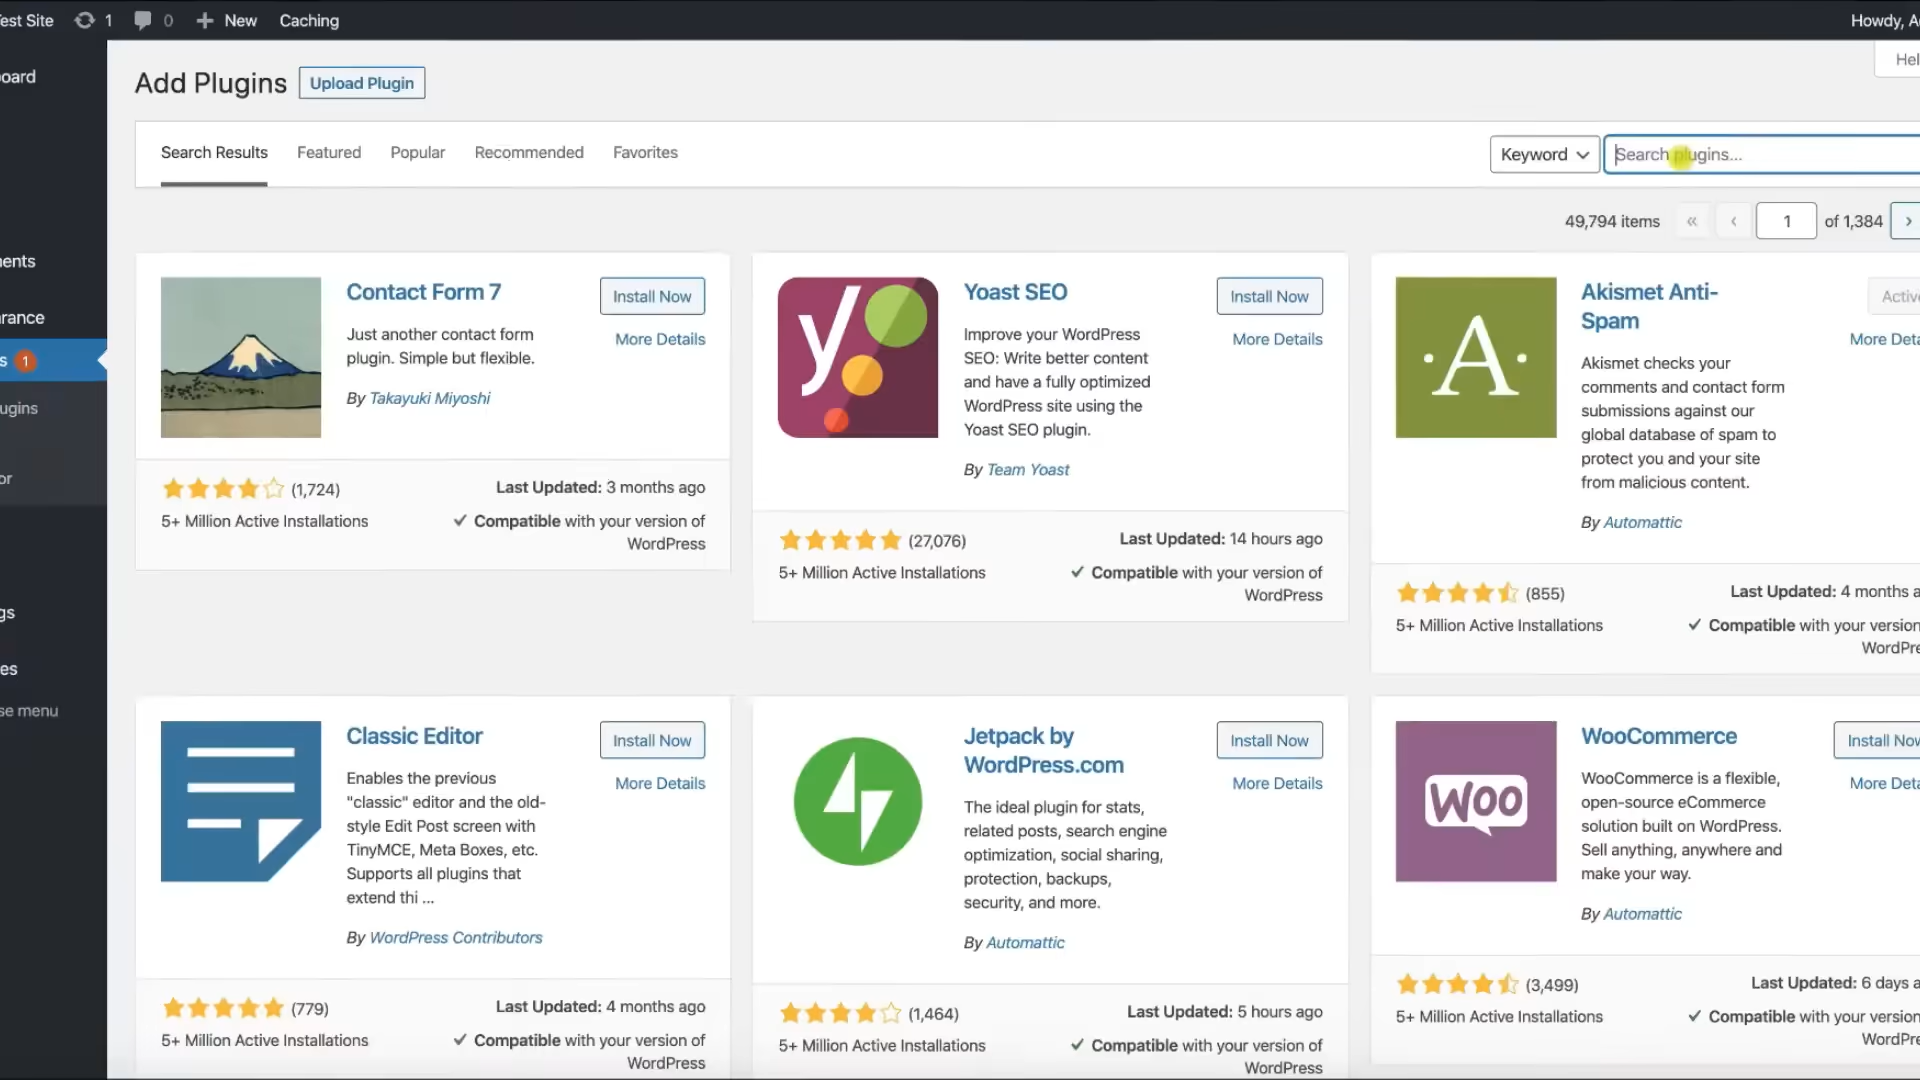 est Site 1 0 New Caching Howdy, A
oard
ents
arance
s 1
ugins
or
gs
es
se menu
Hel
Add Plugins Upload Plugin
Search Results Featured Popular Recommended Favorites Keyword Search plugins...
49,794 items « ‹ 1 of 1,384 ›
Contact Form 7
Install Now
More Details
Just another contact form
plugin. Simple but flexible.
By Takayuki Miyoshi
(1,724)
Last Updated: 3 months ago
5+ Million Active Installations
Compatible with your version of
WordPress
y
Yoast SEO
Install Now
More Details
Improve your WordPress
SEO: Write better content
and have a fully optimized
WordPress site using the
Yoast SEO plugin.
By Team Yoast
(27,076)
Last Updated: 14 hours ago
5+ Million Active Installations
Compatible with your version of
WordPress
·A·
Akismet Anti-
Spam
Active
More Deta
Akismet checks your
comments and contact form
submissions against our
global database of spam to
protect you and your site
from malicious content.
By Automattic
(855)
Last Updated: 4 months a
5+ Million Active Installations
Compatible with your version
WordPre
Classic Editor
Install Now
More Details
Enables the previous
"classic" editor and the old-
style Edit Post screen with
TinyMCE, Meta Boxes, etc.
Supports all plugins that
extend thi ...
By WordPress Contributors
(779)
Last Updated: 4 months ago
5+ Million Active Installations
Compatible with your version of
WordPress
Jetpack by
WordPress.com
Install Now
More Details
The ideal plugin for stats,
related posts, search engine
optimization, social sharing,
protection, backups,
security, and more.
By Automattic
(1,464)
Last Updated: 5 hours ago
5+ Million Active Installations
Compatible with your version of
WordPress
WOO
WooCommerce
Install Now
More Deta
WooCommerce is a flexible,
open-source eCommerce
solution built on WordPress.
Sell anything, anywhere and
make your way.
By Automattic
(3,499)
Last Updated: 6 days a
5+ Million Active Installations
Compatible with your version
WordPre